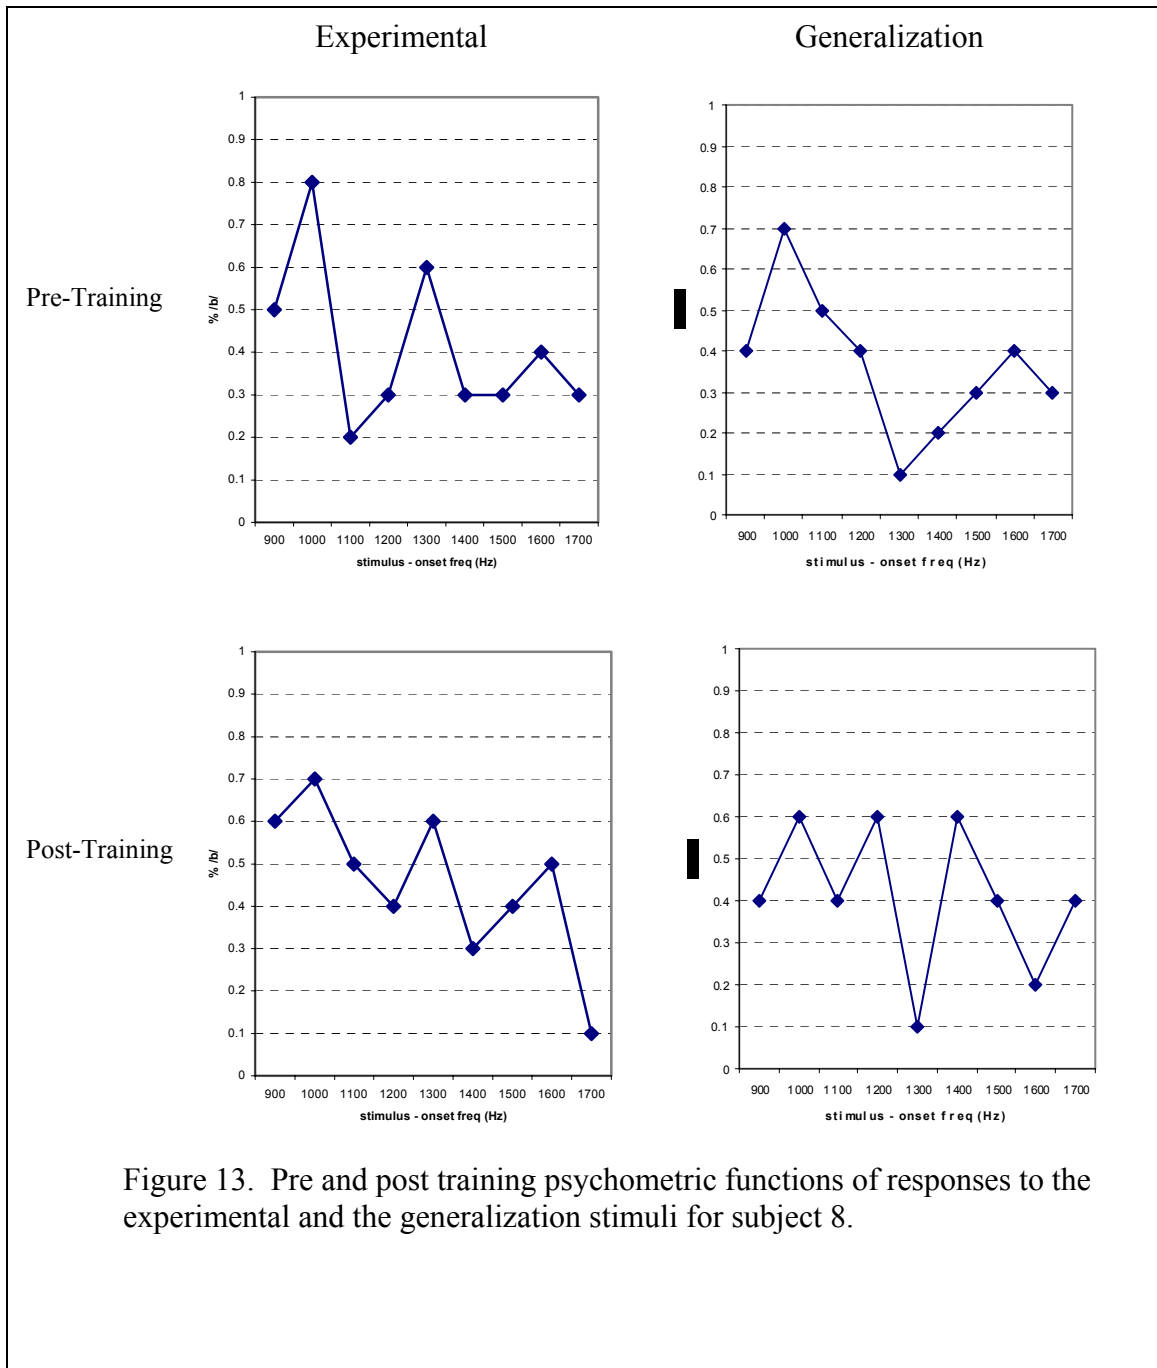 Experimental
Generalization
Pre-Training
1
0.9
0.8
0.7
0.6
0.5
0.4
0.3
0.2
0.1
0
% /b/
900 1000 1100 1200 1300 1400 1500 1600 1700
stimulus - onset freq (Hz)
1
0.9
0.8
0.7
0.6
0.5
0.4
0.3
0.2
0.1
0
900 1000 1100 1200 1300 1400 1500 1600 1700
stimulus - onset freq (Hz)
Post-Training
1
0.9
0.8
0.7
0.6
0.5
0.4
0.3
0.2
0.1
0
% /b/
900 1000 1100 1200 1300 1400 1500 1600 1700
stimulus - onset freq (Hz)
1
0.9
0.8
0.7
0.6
0.5
0.4
0.3
0.2
0.1
0
900 1000 1100 1200 1300 1400 1500 1600 1700
stimulus - onset freq (Hz)
Figure 13. Pre and post training psychometric functions of responses to the
experimental and the generalization stimuli for subject 8.